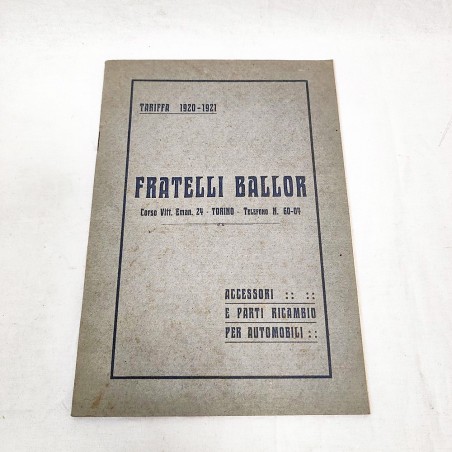 TARIFFA 1920-1921
FRATELLI BALLOR
Corso Vitt. Eman. 24 - TORINO - TELEFONO N. 60-04
ACCESSORI :: ::
E PARTI RICAMBIO
PER AUTOMOBILI ::